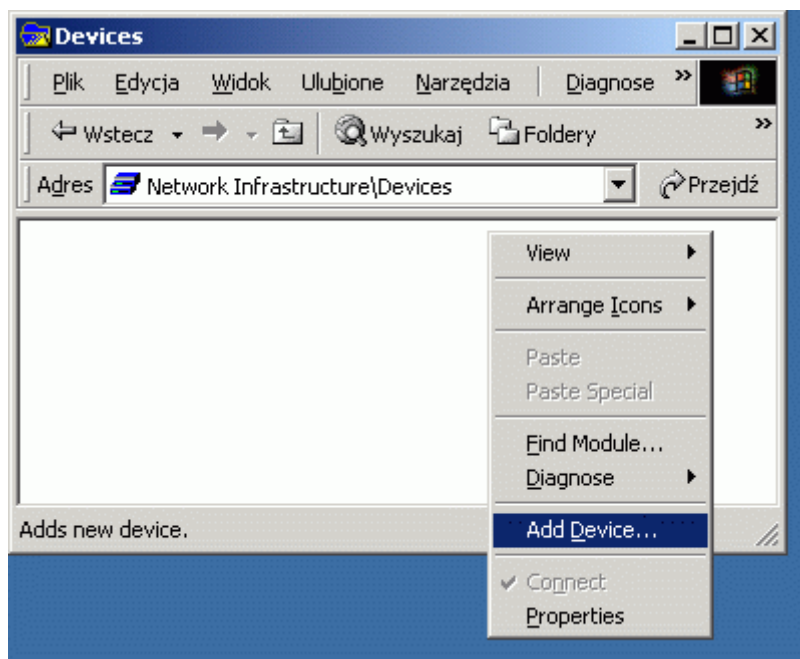 Devices
Plik Edycja Widok Ulubione Narzędzia Diagnose »
Wstecz Wyszukaj Foldery »
Adres Network Infrastructure\Devices Przejdź
View
Arrange Icons
Paste
Paste Special
Find Module...
Diagnose
Add Device...
Connect
Properties
Adds new device.